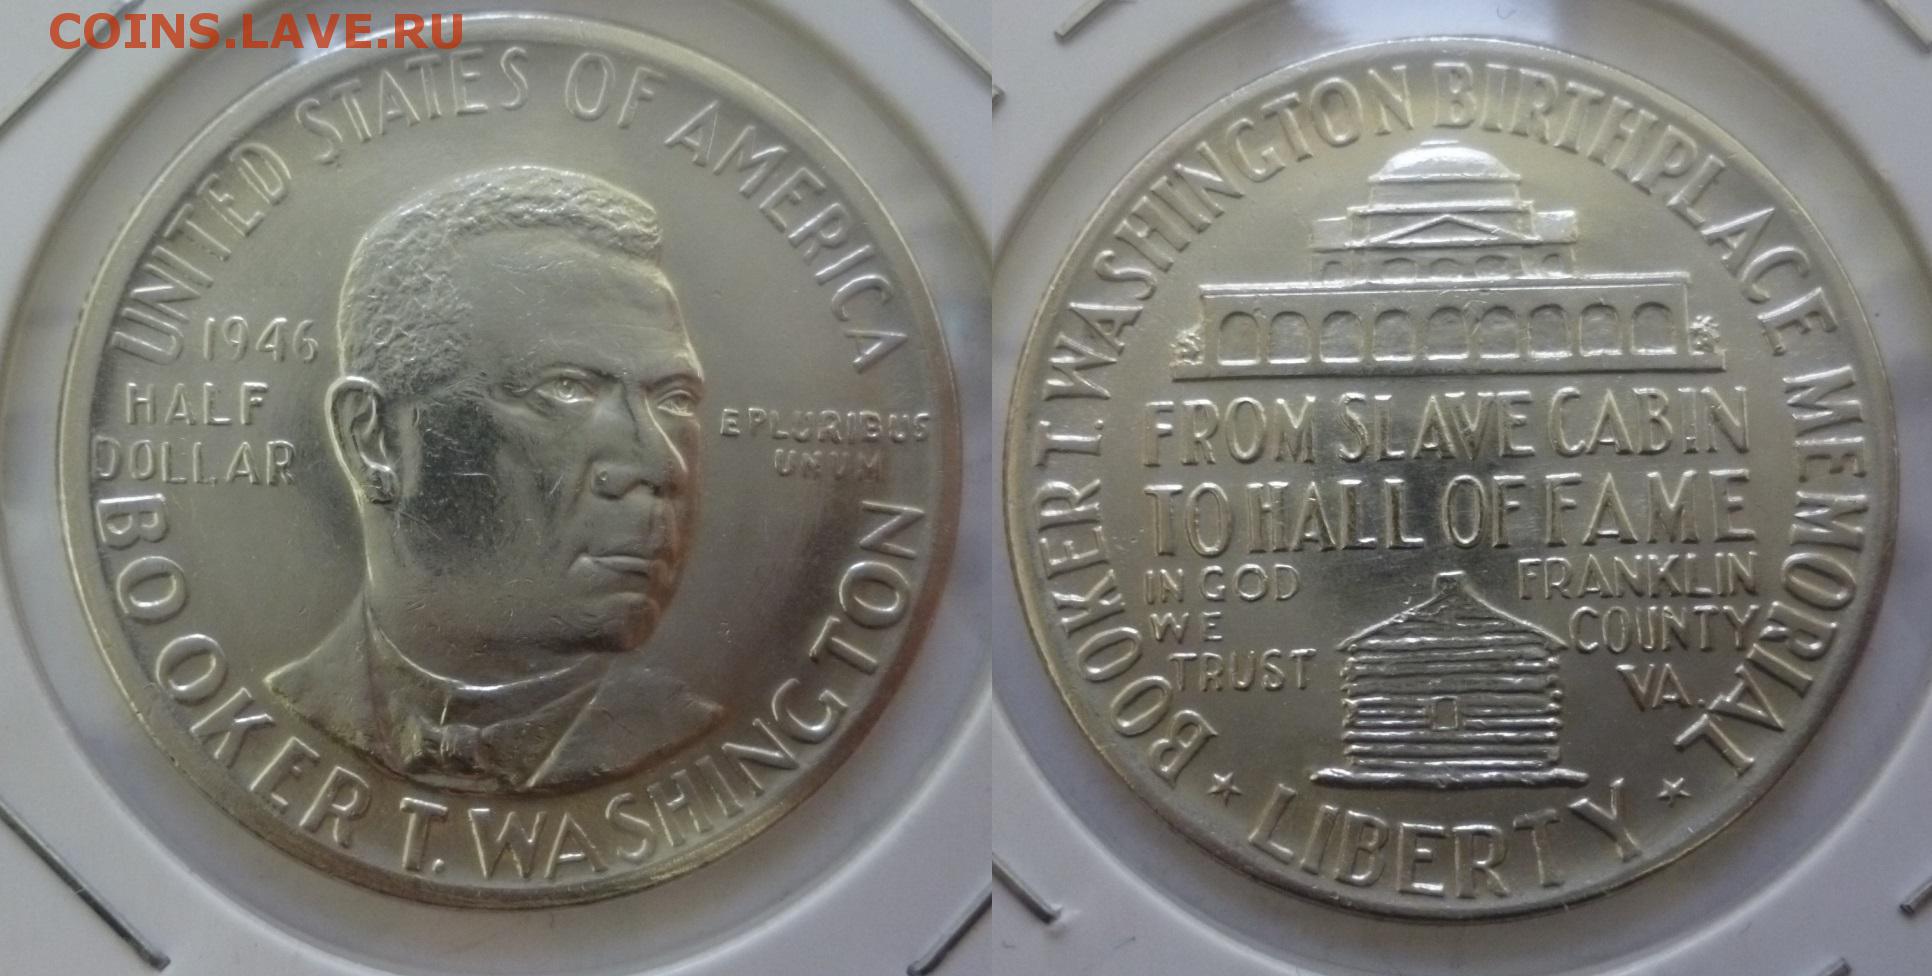 COINS.LAVE.RU
UNITED STATES OF AMERICA
1946
HALF
DOLLAR
E PLURIBUS
UNUM
BOOKER T. WASHINGTON
BOOKER T. WASHINGTON BIRTHPLACE MEMORIAL
FROM SLAVE CABIN
TO HALL OF FAME
IN GOD
WE
TRUST
FRANKLIN
COUNTY
VA.
LIBERTY